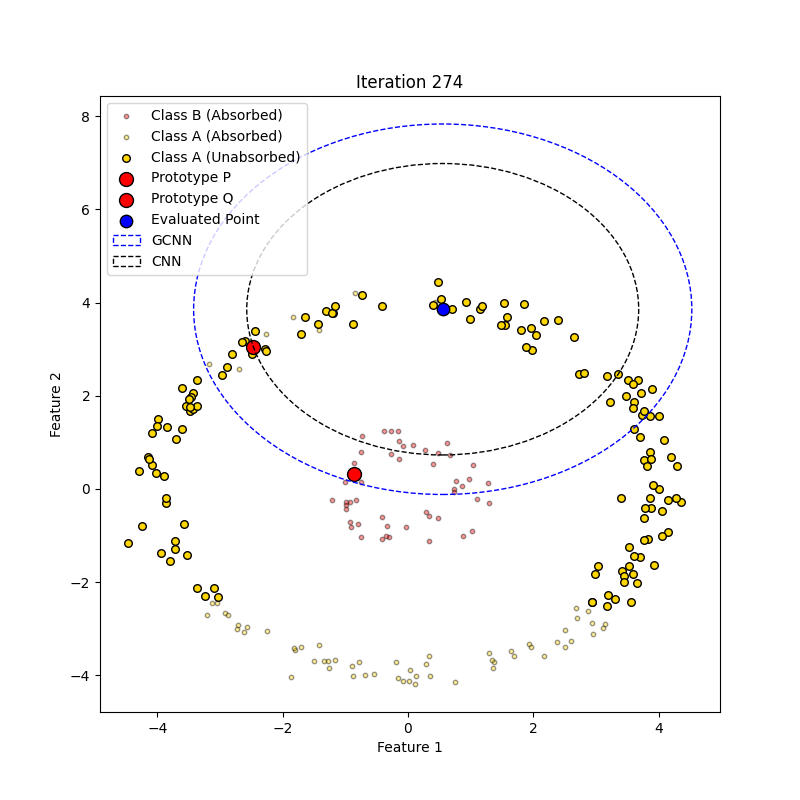 Iteration 274
Class B (Absorbed)
Class A (Absorbed)
Class A (Unabsorbed)
Prototype P
Prototype Q
Evaluated Point
GCNN
CNN
8
6
4
2
0
−2
−4
Feature 2
−4
−2
0
2
4
Feature 1